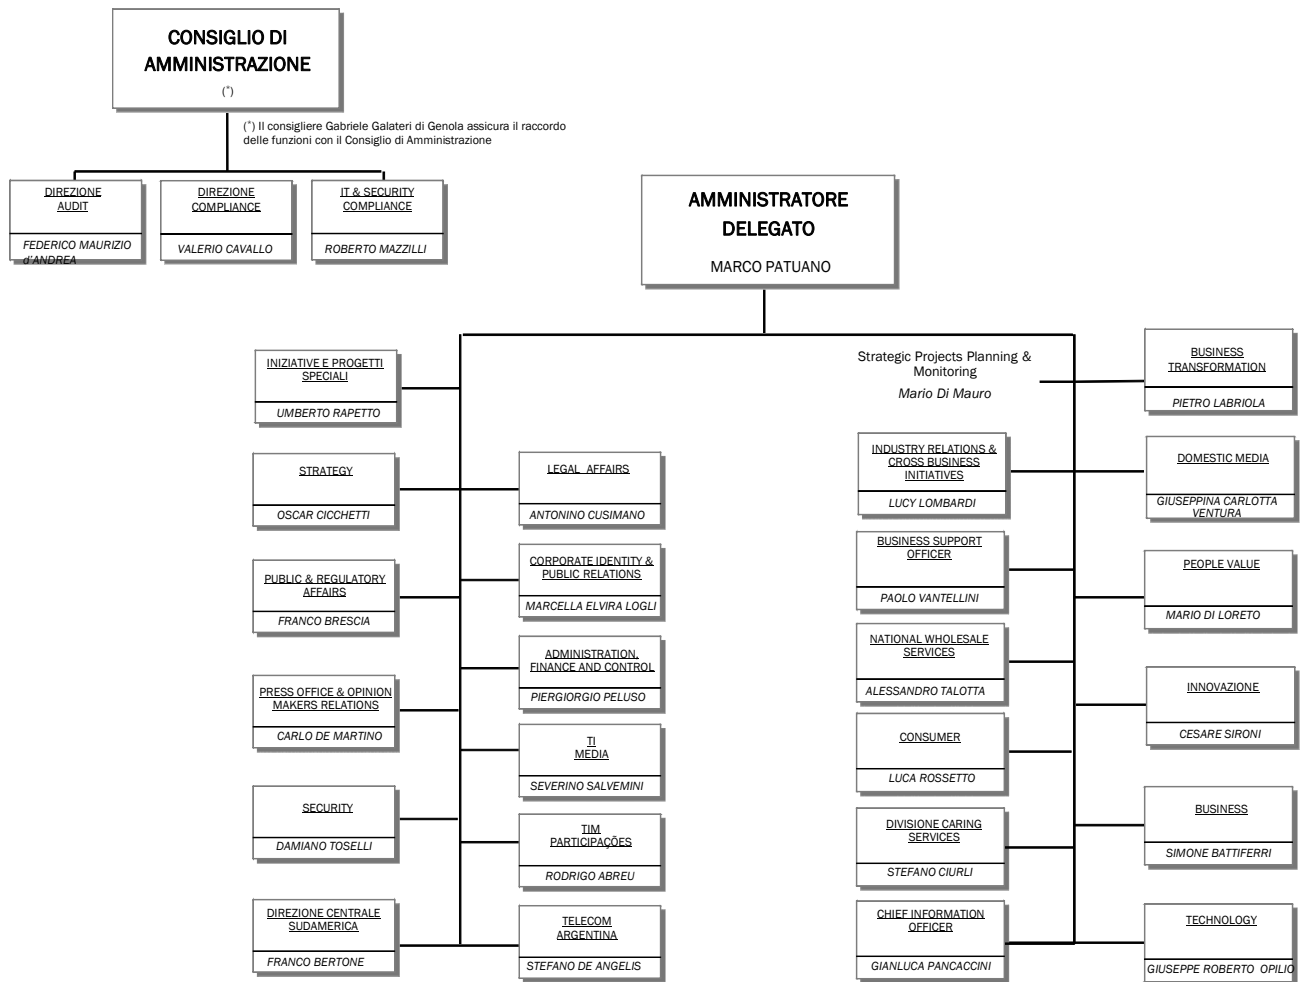 CONSIGLIO DI
AMMINISTRAZIONE
(*)
(*) Il consigliere Gabriele Galateri di Genola assicura il raccordo
delle funzioni con il Consiglio di Amministrazione
DIREZIONE
AUDIT
FEDERICO MAURIZIO
d'ANDREA
DIREZIONE
COMPLIANCE
VALERIO CAVALLO
IT & SECURITY
COMPLIANCE
ROBERTO MAZZILLI
AMMINISTRATORE
DELEGATO
MARCO PATUANO
INIZIATIVE E PROGETTI
SPECIALI
UMBERTO RAPETTO
STRATEGY
OSCAR CICCHETTI
PUBLIC & REGULATORY
AFFAIRS
FRANCO BRESCIA
PRESS OFFICE & OPINION
MAKERS RELATIONS
CARLO DE MARTINO
SECURITY
DAMIANO TOSELLI
DIREZIONE CENTRALE
SUDAMERICA
FRANCO BERTONE
LEGAL AFFAIRS
ANTONINO CUSIMANO
CORPORATE IDENTITY &
PUBLIC RELATIONS
MARCELLA ELVIRA LOGLI
ADMINISTRATION,
FINANCE AND CONTROL
PIERGIORGIO PELUSO
TI
MEDIA
SEVERINO SALVEMINI
TIM
PARTICIPAÇÕES
RODRIGO ABREU
TELECOM
ARGENTINA
STEFANO DE ANGELIS
Strategic Projects Planning &
Monitoring
Mario Di Mauro
INDUSTRY RELATIONS &
CROSS BUSINESS
INITIATIVES
LUCY LOMBARDI
BUSINESS SUPPORT
OFFICER
PAOLO VANTELLINI
NATIONAL WHOLESALE
SERVICES
ALESSANDRO TALOTTA
CONSUMER
LUCA ROSSETTO
DIVISIONE CARING
SERVICES
STEFANO CIURLI
CHIEF INFORMATION
OFFICER
GIANLUCA PANCACCINI
BUSINESS
TRANSFORMATION
PIETRO LABRIOLA
DOMESTIC MEDIA
GIUSEPPINA CARLOTTA
VENTURA
PEOPLE VALUE
MARIO DI LORETO
INNOVAZIONE
CESARE SIRONI
BUSINESS
SIMONE BATTIFERRI
TECHNOLOGY
GIUSEPPE ROBERTO OPILIO